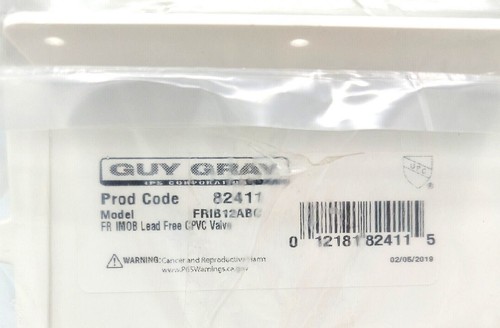 GUY GRAY
IPS CORPORATION
Prod Code 82411
Model FRIB12ABC
FR IMOB Lead Free CPVC Valve
0 12181 82411 5
WARNING: Cancer and Reproductive Harm
www.P65Warnings.ca.gov
02/05/2019